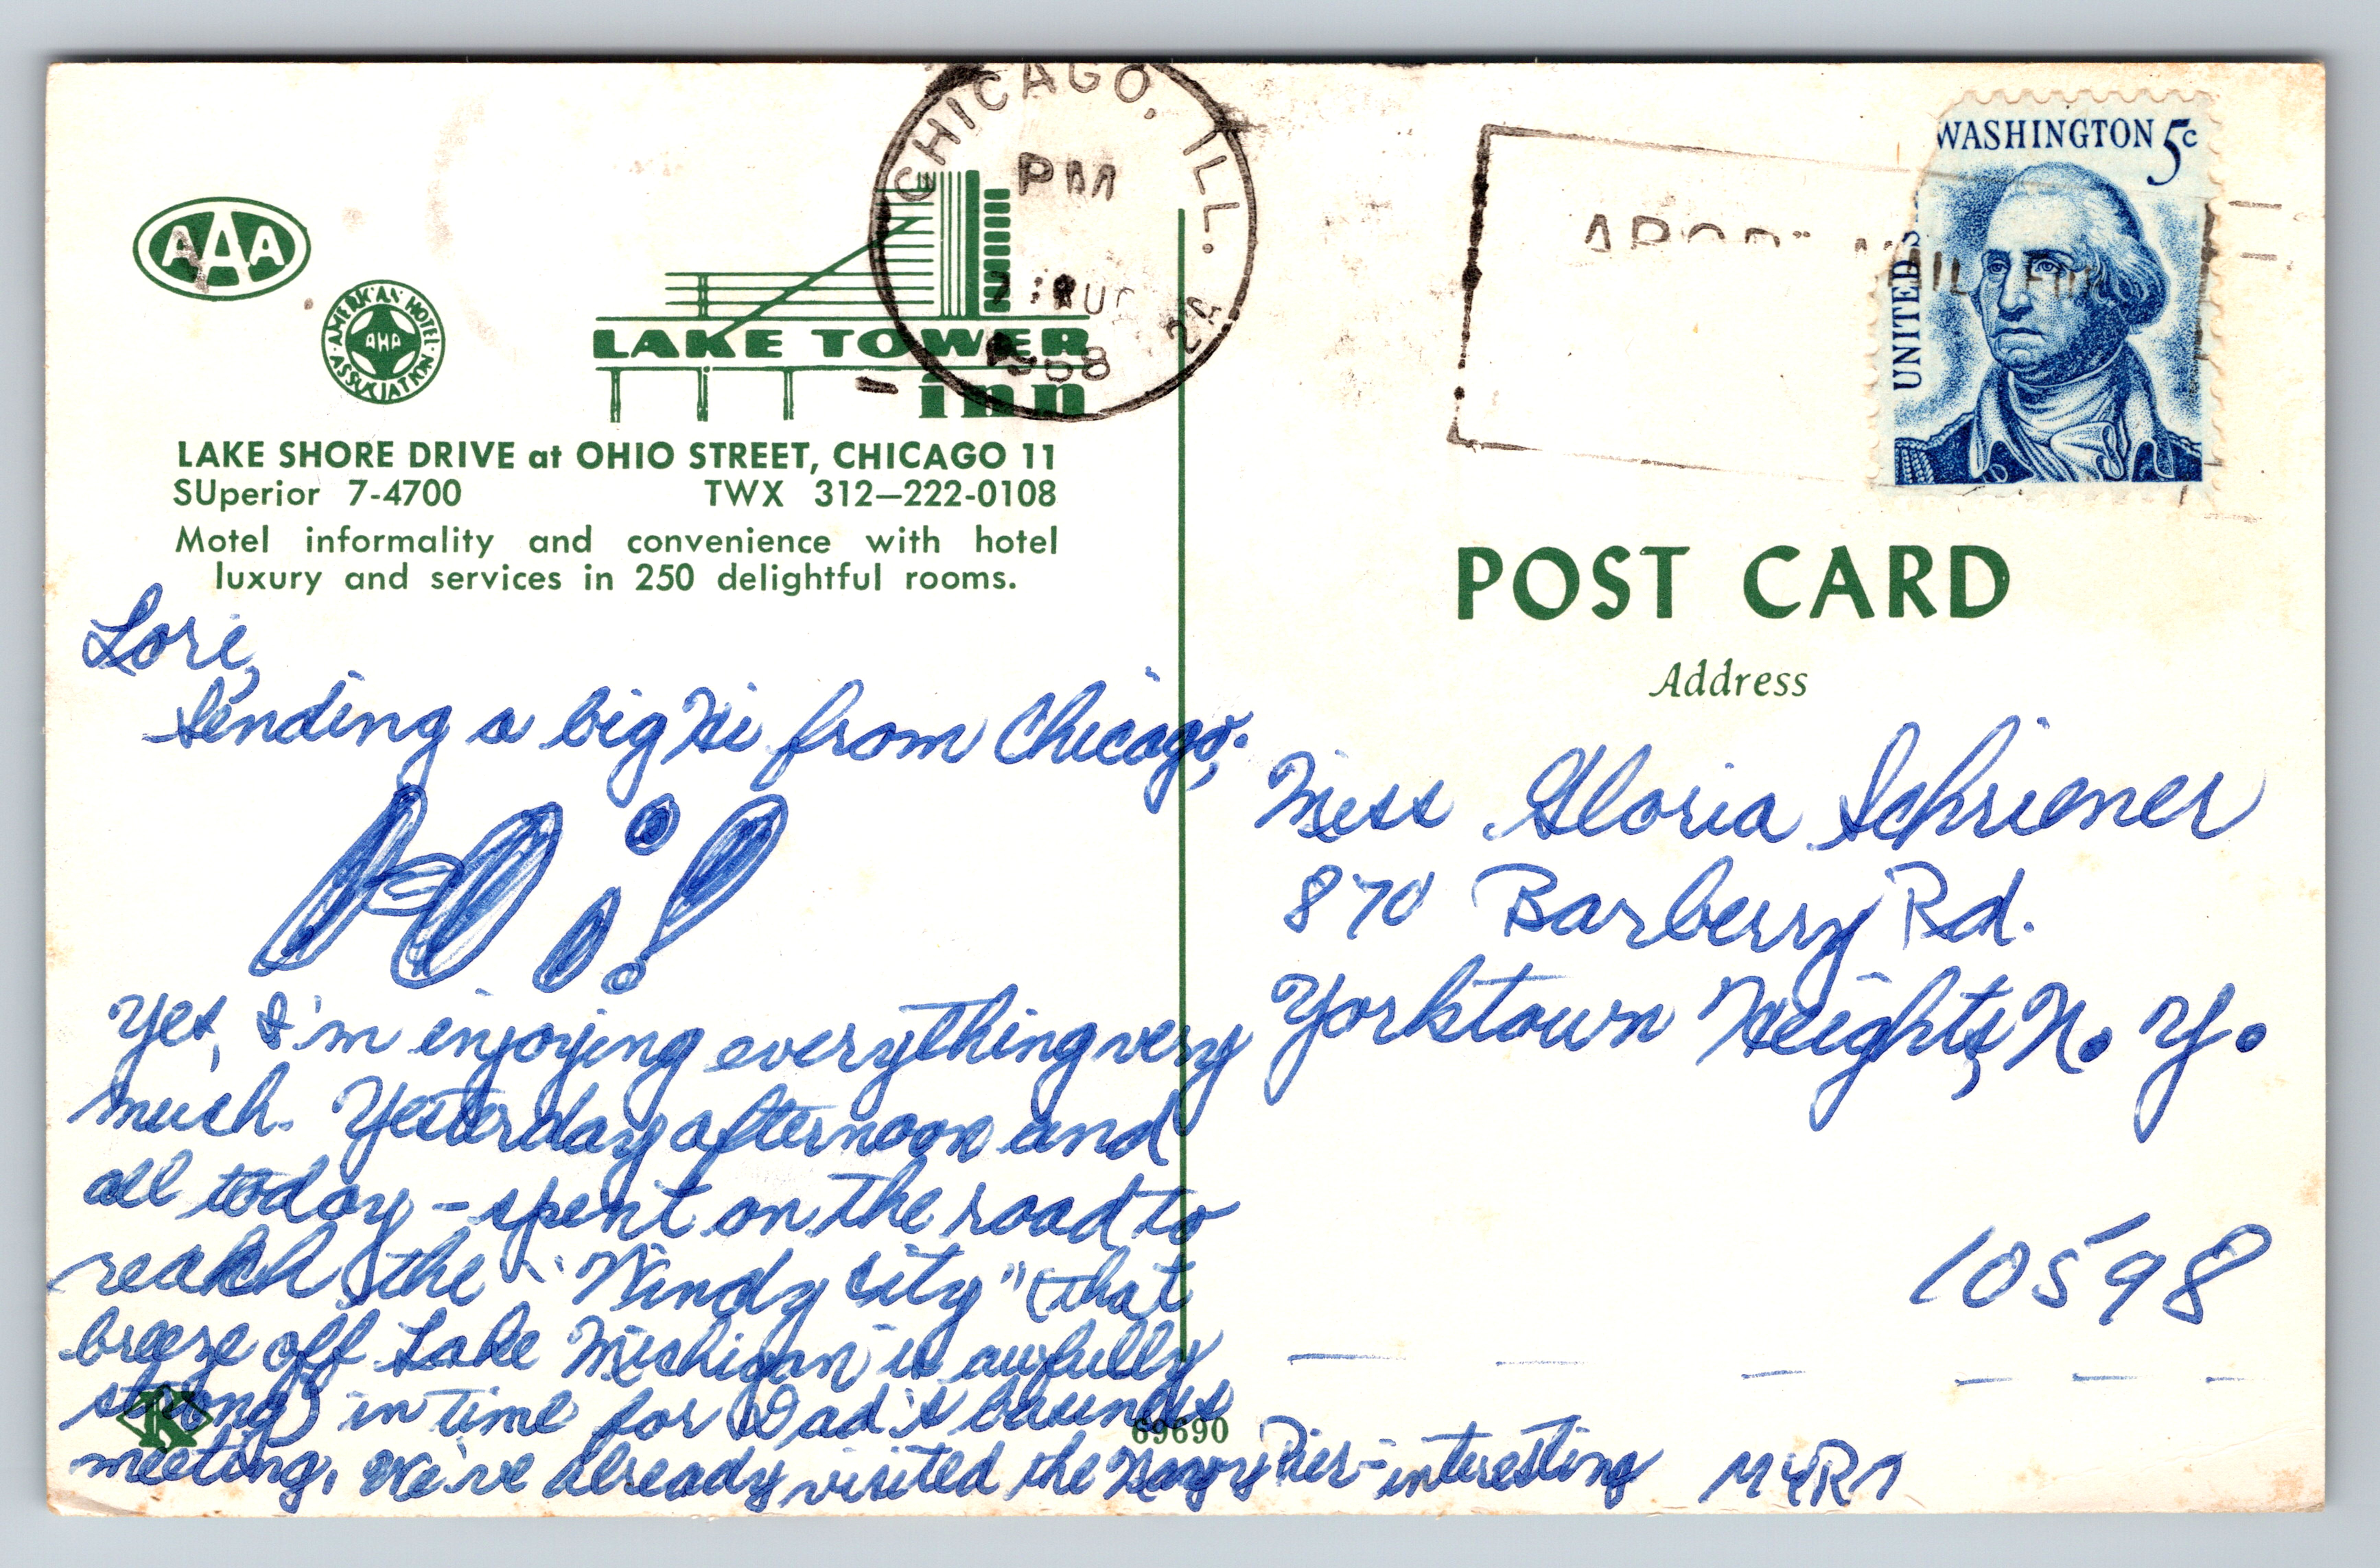 CHICAGO, ILL.
PM
AUG
1968
WASHINGTON 5c
UNITED S
AAA
AMERICAN HOTEL ASSOCIATION
AHA
LAKE TOWER
inn
LAKE SHORE DRIVE at OHIO STREET, CHICAGO 11
SUperior 7-4700 TWX 312—222-0108
Motel informality and convenience with hotel
luxury and services in 250 delightful rooms.
Lori,
Sending a big Hi from Chicago.
Hi!
Yes, I'm enjoying everything very
much. Yesterday afternoon and
all today - spent on the road to
reach the "Windy City" (that
breeze off Lake Michigan is awfully
strong) in time for Dad's business
meeting. We've already visited the Navy Pier - interesting
MYRA
K
69690
POST CARD
Address
Miss Gloria Schriener
870 Barberry Rd.
Yorktown Heights, N. Y.
10598